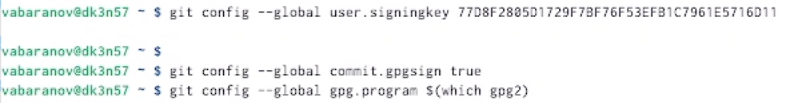 vabaranov@dk3n57 ~ $ git config --global user.signingkey 77D8F2805D1729F7BF76F53EFB1C7961E5716D11
vabaranov@dk3n57 ~ $
vabaranov@dk3n57 ~ $ git config --global commit.gpgsign true
vabaranov@dk3n57 ~ $ git config --global gpg.program $(which gpg2)